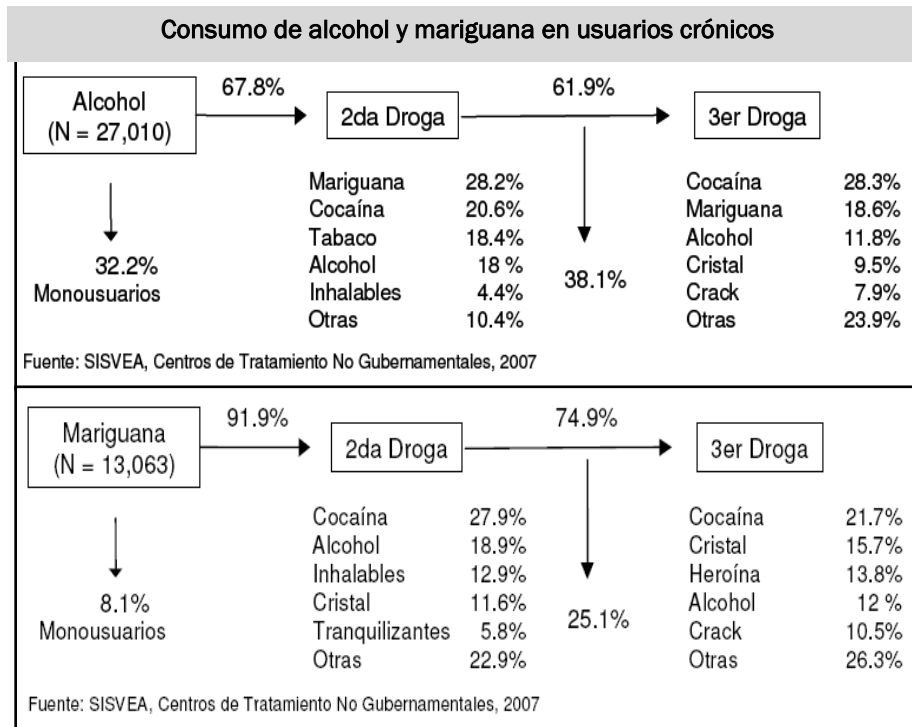 Consumo de alcohol y mariguana en usuarios crónicos
67.8%
61.9%
Alcohol
(N = 27,010)
2da Droga
3er Droga
Mariguana 28.2%
Cocaína 20.6%
Tabaco 18.4%
Alcohol 18 %
Inhalables 4.4%
Otras 10.4%
32.2%
Monousuarios
38.1%
Cocaína 28.3%
Mariguana 18.6%
Alcohol 11.8%
Cristal 9.5%
Crack 7.9%
Otras 23.9%
Fuente: SISVEA, Centros de Tratamiento No Gubernamentales, 2007
91.9%
74.9%
Mariguana
(N = 13,063)
2da Droga
3er Droga
Cocaína 27.9%
Alcohol 18.9%
Inhalables 12.9%
Cristal 11.6%
Tranquilizantes 5.8%
Otras 22.9%
8.1%
Monousuarios
25.1%
Cocaína 21.7%
Cristal 15.7%
Heroína 13.8%
Alcohol 12 %
Crack 10.5%
Otras 26.3%
Fuente: SISVEA, Centros de Tratamiento No Gubernamentales, 2007